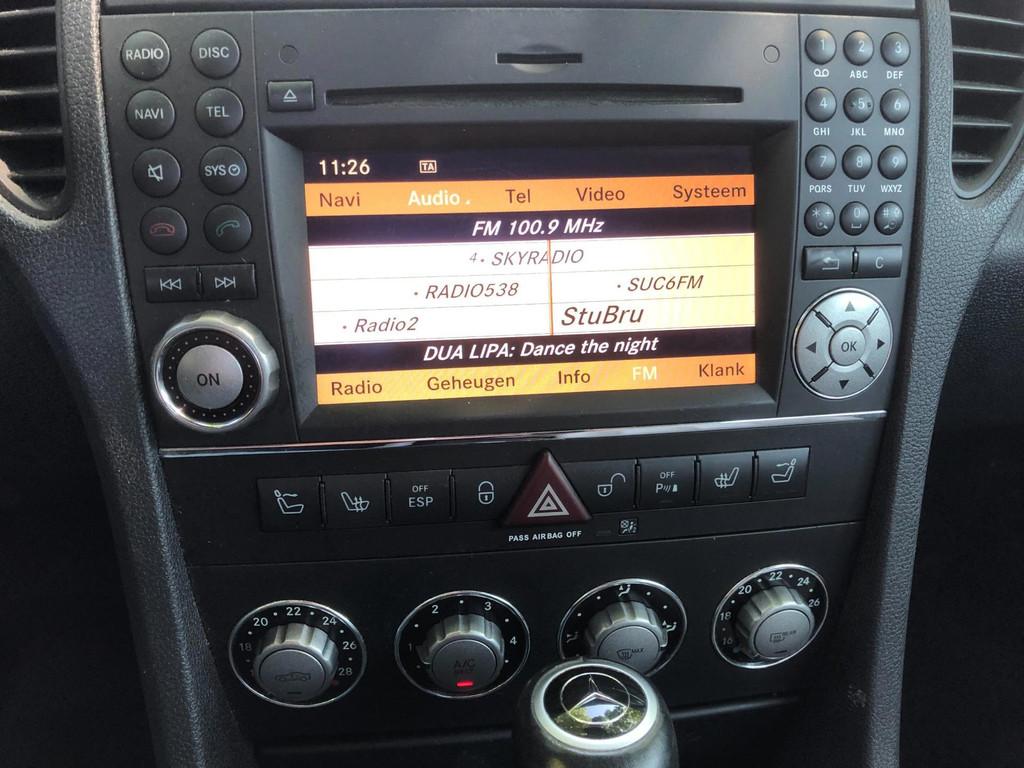 RADIO DISC
NAVI TEL
SYS
ON
11:26 TA
Navi Audio Tel Video Systeem
FM 100.9 MHz
4 · SKYRADIO
· RADIO538 · SUC6FM
· Radio2 StuBru
DUA LIPA: Dance the night
Radio Geheugen Info FM Klank
1 2 3
ABC DEF
4 5 6
GHI JKL MNO
7 8 9
PQRS TUV WXYZ
* 0 #
C
OK
OFF
ESP
OFF
P
PASS AIRBAG OFF
18 20 22 24 26 28
1 2 3 4
A/C
MAX
16 18 20 22 24 26
REAR